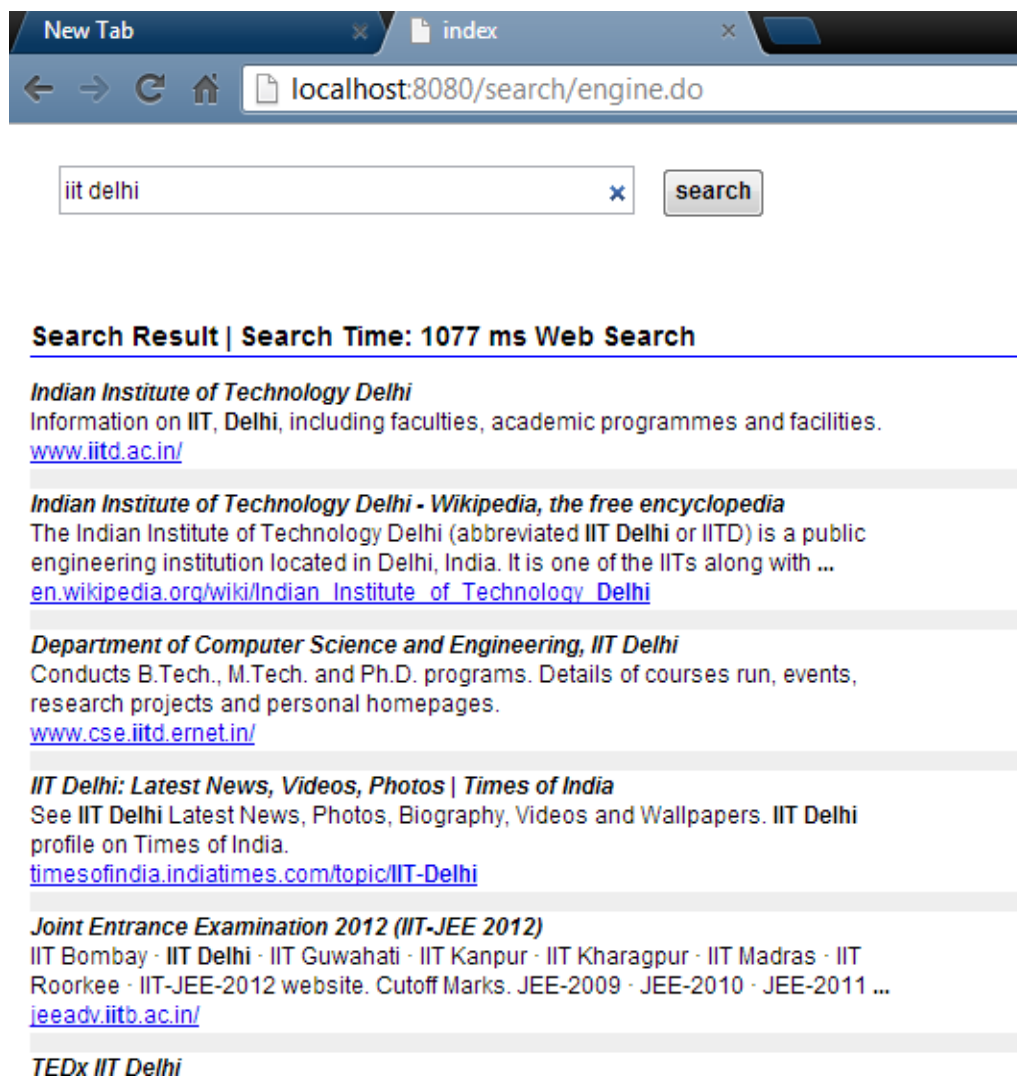 New Tab
index
localhost:8080/search/engine.do
iit delhi
search
Search Result | Search Time: 1077 ms Web Search
Indian Institute of Technology Delhi
Information on IIT, Delhi, including faculties, academic programmes and facilities.
www.iitd.ac.in/
Indian Institute of Technology Delhi - Wikipedia, the free encyclopedia
The Indian Institute of Technology Delhi (abbreviated IIT Delhi or IITD) is a public
engineering institution located in Delhi, India. It is one of the IITs along with ...
en.wikipedia.org/wiki/Indian_Institute_of_Technology_Delhi
Department of Computer Science and Engineering, IIT Delhi
Conducts B.Tech., M.Tech. and Ph.D. programs. Details of courses run, events,
research projects and personal homepages.
www.cse.iitd.ernet.in/
IIT Delhi: Latest News, Videos, Photos | Times of India
See IIT Delhi Latest News, Photos, Biography, Videos and Wallpapers. IIT Delhi
profile on Times of India.
timesofindia.indiatimes.com/topic/IIT-Delhi
Joint Entrance Examination 2012 (IIT-JEE 2012)
IIT Bombay · IIT Delhi · IIT Guwahati · IIT Kanpur · IIT Kharagpur · IIT Madras · IIT
Roorkee · IIT-JEE-2012 website. Cutoff Marks. JEE-2009 · JEE-2010 · JEE-2011 ...
jeeadv.iitb.ac.in/
TEDx IIT Delhi